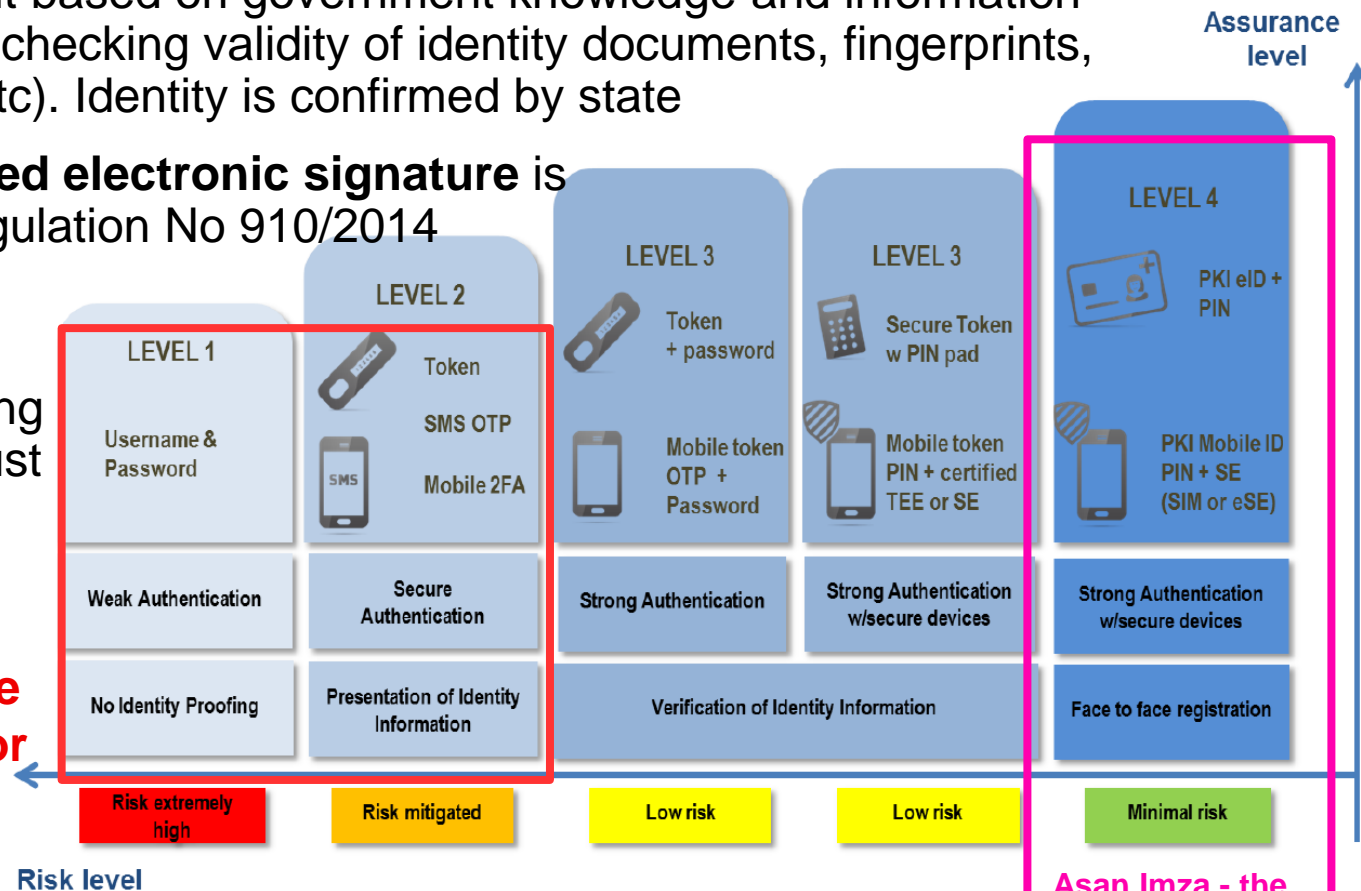 t based on government knowledge and information
checking validity of identity documents, fingerprints,
etc). Identity is confirmed by state
ed electronic signature is
gulation No 910/2014
ng
ust
e
or
Assurance
level
LEVEL 1
Username &
Password
Weak Authentication
No Identity Proofing
Risk extremely
high
LEVEL 2
Token
SMS OTP
SMS
Mobile 2FA
Secure
Authentication
Presentation of Identity
Information
Risk mitigated
LEVEL 3
Token
+ password
Mobile token
OTP +
Password
Strong Authentication
LEVEL 3
Secure Token
w PIN pad
Mobile token
PIN + certified
TEE or SE
Strong Authentication
w/secure devices
Verification of Identity Information
Low risk
Low risk
LEVEL 4
PKI eID +
PIN
PKI Mobile ID
PIN + SE
(SIM or eSE)
Strong Authentication
w/secure devices
Face to face registration
Minimal risk
Risk level
Asan Imza - the